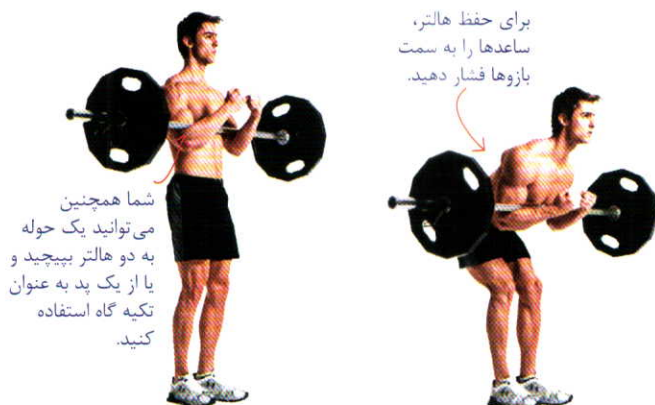 برای حفظ هالتر،
ساعدها را به سمت
بازوها فشار دهید.
شما همچنین
می‌توانید یک حوله
به دو هالتر بپیچید و
یا از یک پد به عنوان
تکیه گاه استفاده
کنید.